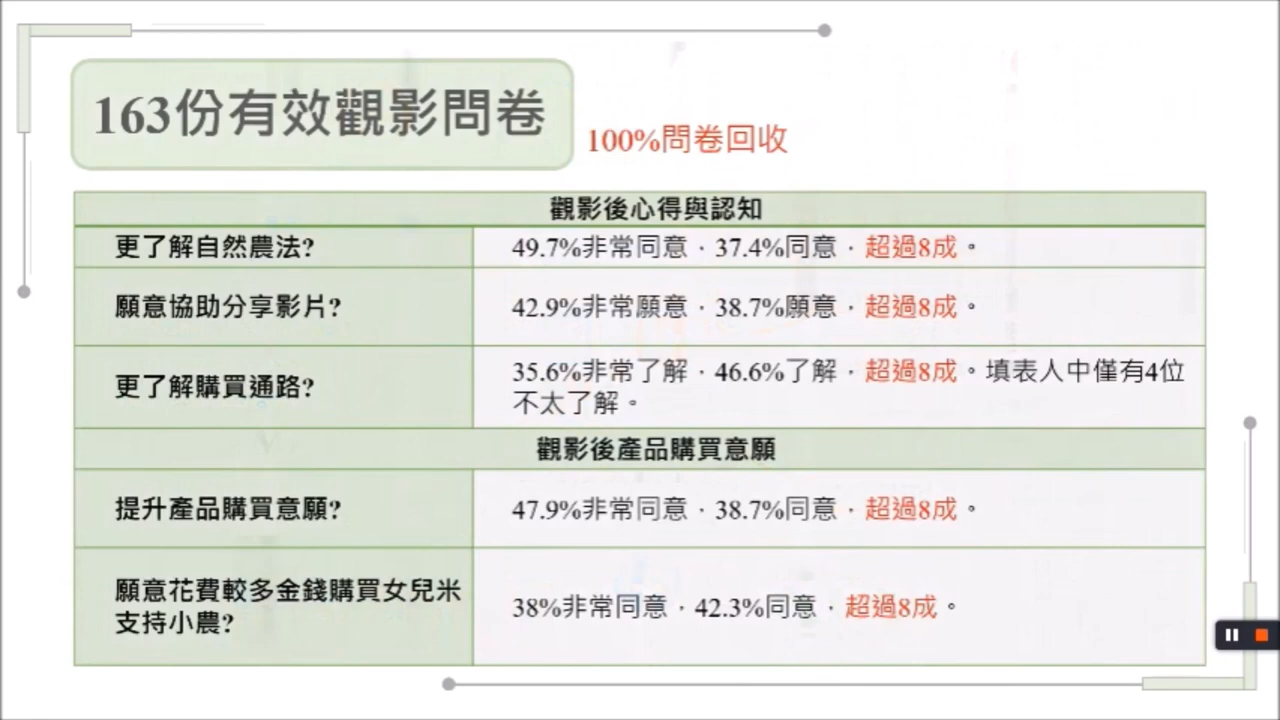 163份有效觀影問卷
100%問卷回收
觀影後心得與認知
更了解自然農法?
49.7%非常同意，37.4%同意，超過8成。
願意協助分享影片?
42.9%非常願意，38.7%願意，超過8成。
更了解購買通路?
35.6%非常了解，46.6%了解，超過8成。填表人中僅有4位
不太了解。
觀影後產品購買意願
提升產品購買意願?
47.9%非常同意，38.7%同意，超過8成。
願意花費較多金錢購買女兒米
支持小農?
38%非常同意，42.3%同意，超過8成。